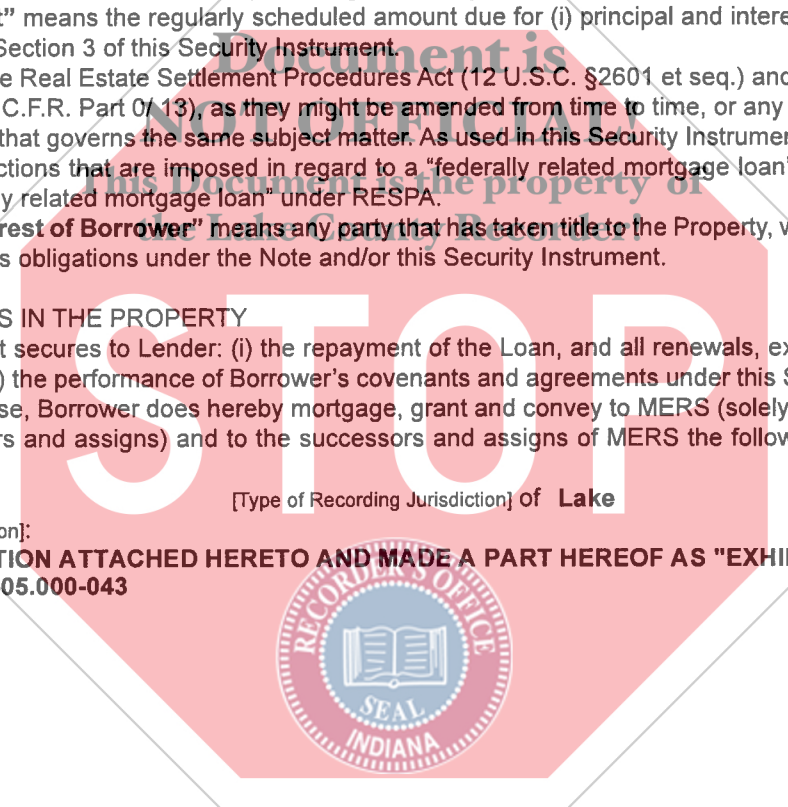 t” means the regularly scheduled amount due for (i) principal and intere
Section 3 of this Security Instrument.
Document is
e Real Estate Settlement Procedures Act (12 U.S.C. §2601 et seq.) and
C.F.R. Part 0/ 13), as they might be amended from time to time, or any
NOT OFFICIAL!
that governs the same subject matter. As used in this Security Instrumen
ctions that are imposed in regard to a “federally related mortgage loan”
This Document is the property of
y related mortgage loan” under RESPA.
rest of Borrower” means any party that has taken title to the Property, w
the Lake County Recorder!
s obligations under the Note and/or this Security Instrument.
S IN THE PROPERTY
t secures to Lender: (i) the repayment of the Loan, and all renewals, ex
) the performance of Borrower’s covenants and agreements under this S
se, Borrower does hereby mortgage, grant and convey to MERS (solely
rs and assigns) and to the successors and assigns of MERS the follow
STOP
[Type of Recording Jurisdiction] of Lake
on]:
TION ATTACHED HERETO AND MADE A PART HEREOF AS "EXHI
05.000-043
RECORDER'S OFFICE
SEAL
INDIANA